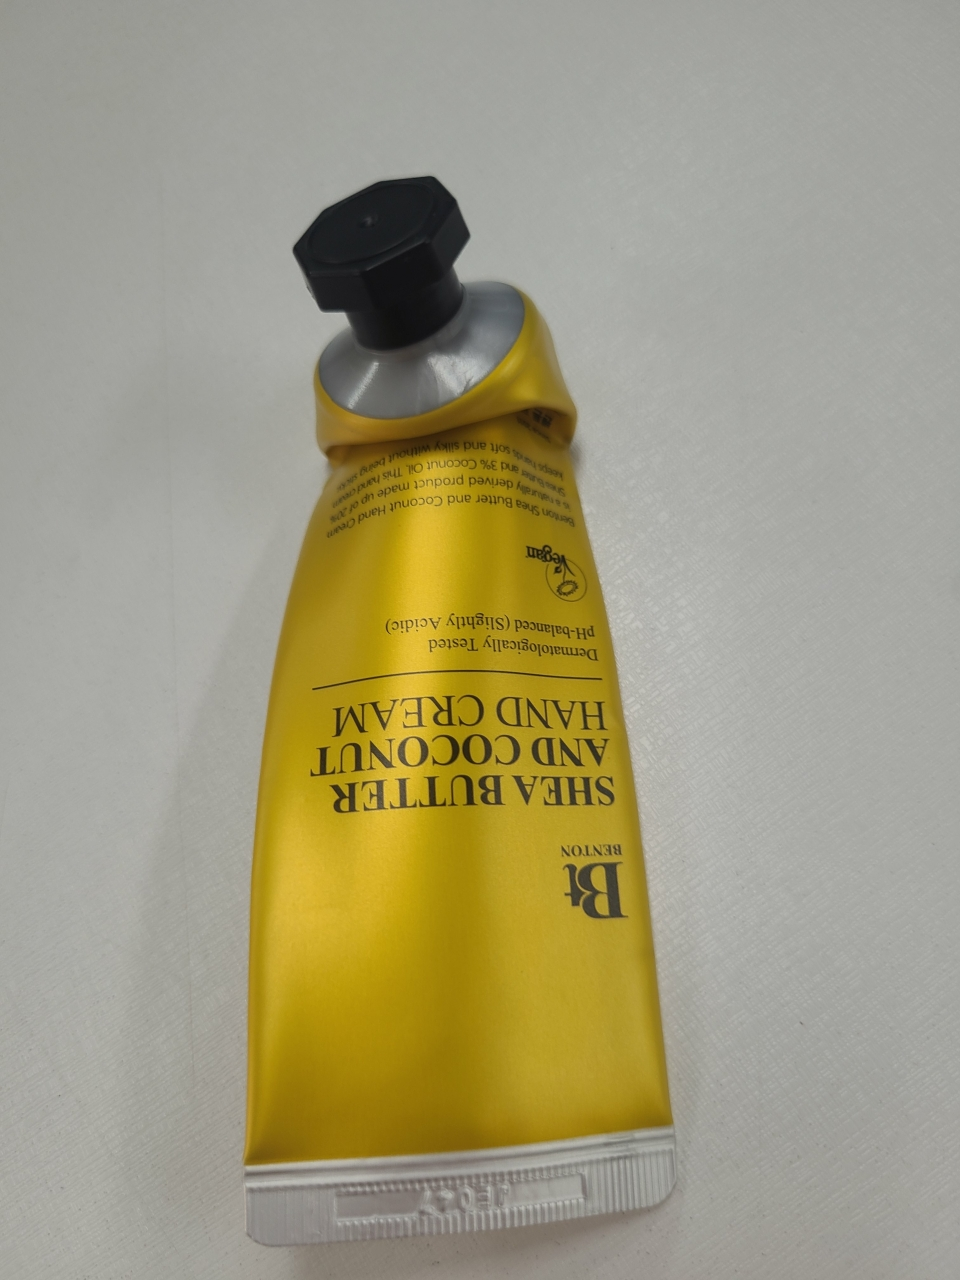 Bt
BENTON
SHEA BUTTER
AND COCONUT
HAND CREAM
Dermatologically Tested
pH-balanced (Slightly Acidic)
Vegan
Benton Shea Butter and Coconut Hand Cream
is a naturally derived product made up of 20%
Shea Butter and 3% Coconut Oil. This hand cream
keeps hands soft and silky without being sticky.